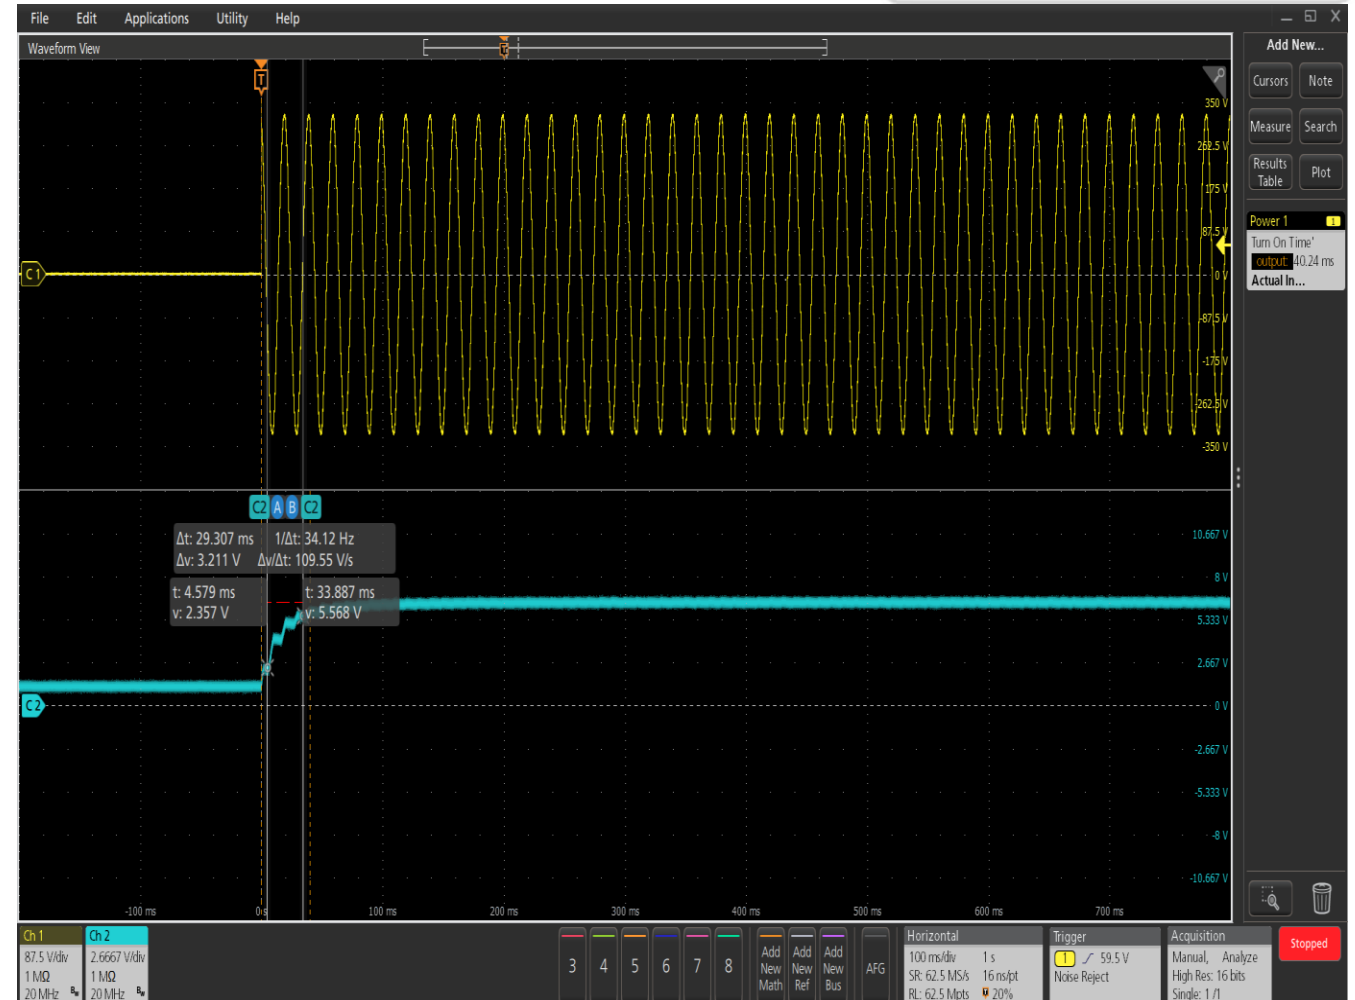 File Edit Applications Utility Help
Waveform View
Add New...
Cursors Note
Measure Search
Results Table Plot
Power 1 1
Turn On Time'
output: 40.24 ms
Actual In...
T
T
350 V
262.5 V
175 V
87.5 V
0 V
-87.5 V
-175 V
-262.5 V
-350 V
C1
C2 A B C2
Δt: 29.307 ms 1/Δt: 34.12 Hz
Δv: 3.211 V Δv/Δt: 109.55 V/s
t: 4.579 ms
v: 2.357 V
t: 33.887 ms
v: 5.568 V
10.667 V
8 V
5.333 V
2.667 V
0 V
-2.667 V
-5.333 V
-8 V
-10.667 V
C2
-100 ms 0 s 100 ms 200 ms 300 ms 400 ms 500 ms 600 ms 700 ms
Ch 1
87.5 V/div
1 MΩ
20 MHz Bw
Ch 2
2.6667 V/div
1 MΩ
20 MHz Bw
3 4 5 6 7 8
Add New Math
Add New Ref
Add New Bus
AFG
Horizontal
100 ms/div 1 s
SR: 62.5 MS/s 16 ns/pt
RL: 62.5 Mpts 20%
Trigger
1 59.5 V
Noise Reject
Acquisition
Manual, Analyze
High Res: 16 bits
Single: 1 /1
Stopped